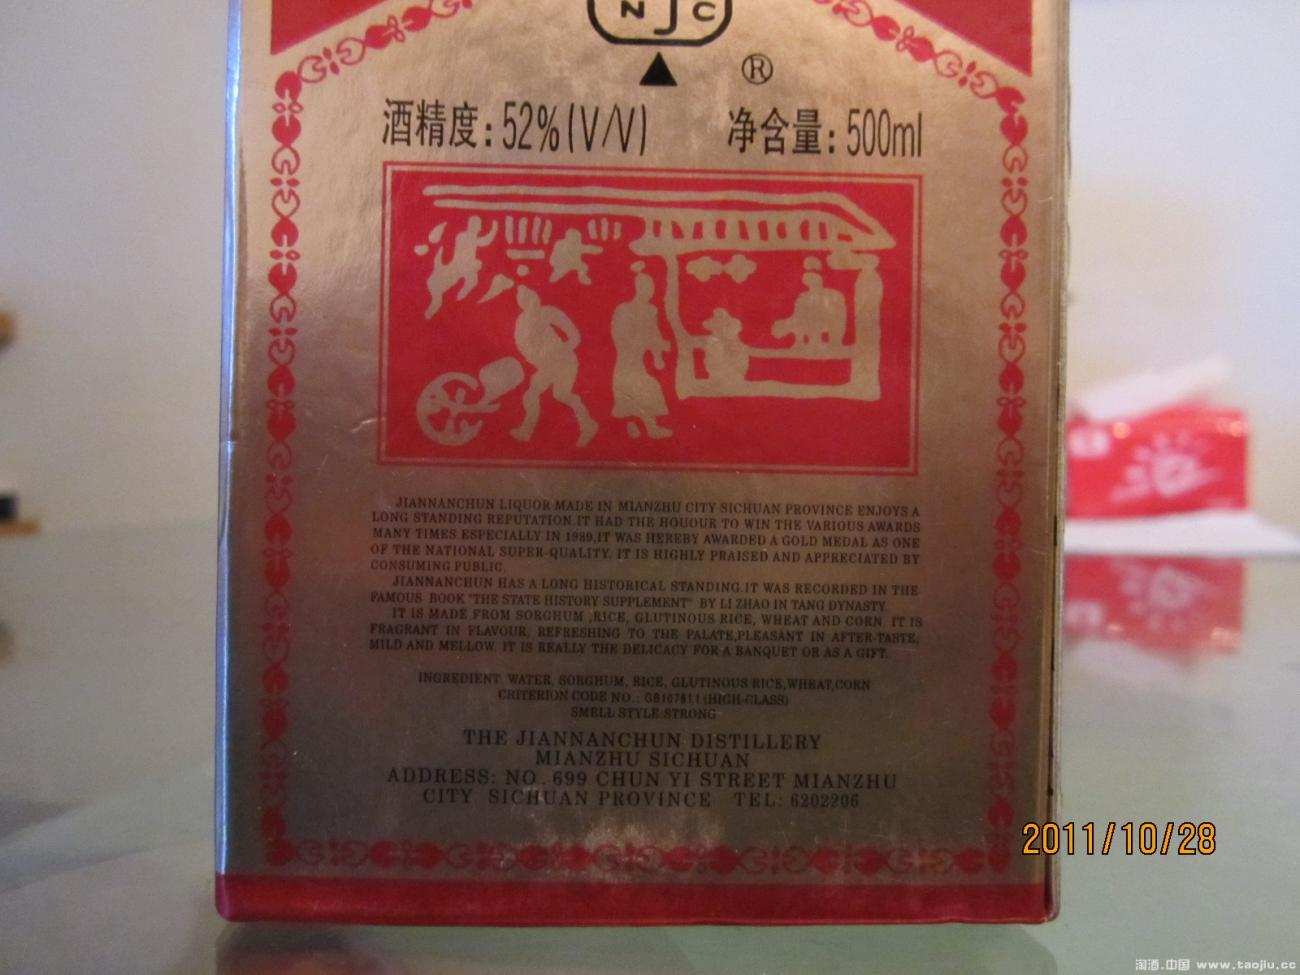 N J C
®
酒精度:52%(V/V) 净含量:500ml
JIANNANCHUN LIQUOR MADE IN MIANZHU CITY SICHUAN PROVINCE ENJOYS A
LONG STANDING REPUTATION.IT HAD THE HOUOUR TO WIN THE VARIOUS AWARDS
MANY TIMES.ESPECIALLY IN 1989,IT WAS HEREBY AWARDED A GOLD MEDAL AS ONE
OF THE NATIONAL SUPER-QUALITY. IT IS HIGHLY PRAISED AND APPRECIATED BY
CONSUMING PUBLIC.
JIANNANCHUN HAS A LONG HISTORICAL STANDING.IT WAS RECORDED IN THE
FAMOUS BOOK "THE STATE HISTORY SUPPLEMENT" BY LI ZHAO IN TANG DYNASTY.
IT IS MADE FROM SORGHUM ,RICE, GLUTINOUS RICE, WHEAT AND CORN. IT IS
FRAGRANT IN FLAVOUR, REFRESHING TO THE PALATE,PLEASANT IN AFTER-TASTE,
MILD AND MELLOW. IT IS REALLY THE DELICACY FOR A BANQUET OR AS A GIFT.
INGREDIENT: WATER, SORGHUM, RICE, GLUTINOUS RICE,WHEAT,CORN
CRITERION CODE NO.: GB10781.1 (HIGH-CLASS)
SMELL STYLE:STRONG
THE JIANNANCHUN DISTILLERY
MIANZHU SICHUAN
ADDRESS: NO. 699 CHUN YI STREET MIANZHU
CITY SICHUAN PROVINCE TEL: 6202906
2011/10/28
淘酒.中国 www.taojiu.cc